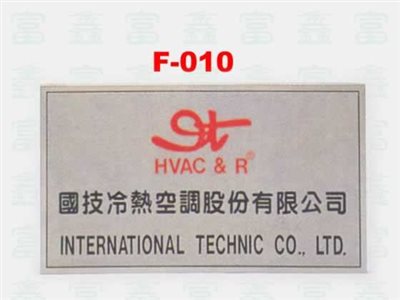 F-010
HVAC & R®
國技冷熱空調股份有限公司
INTERNATIONAL TECHNIC CO., LTD.